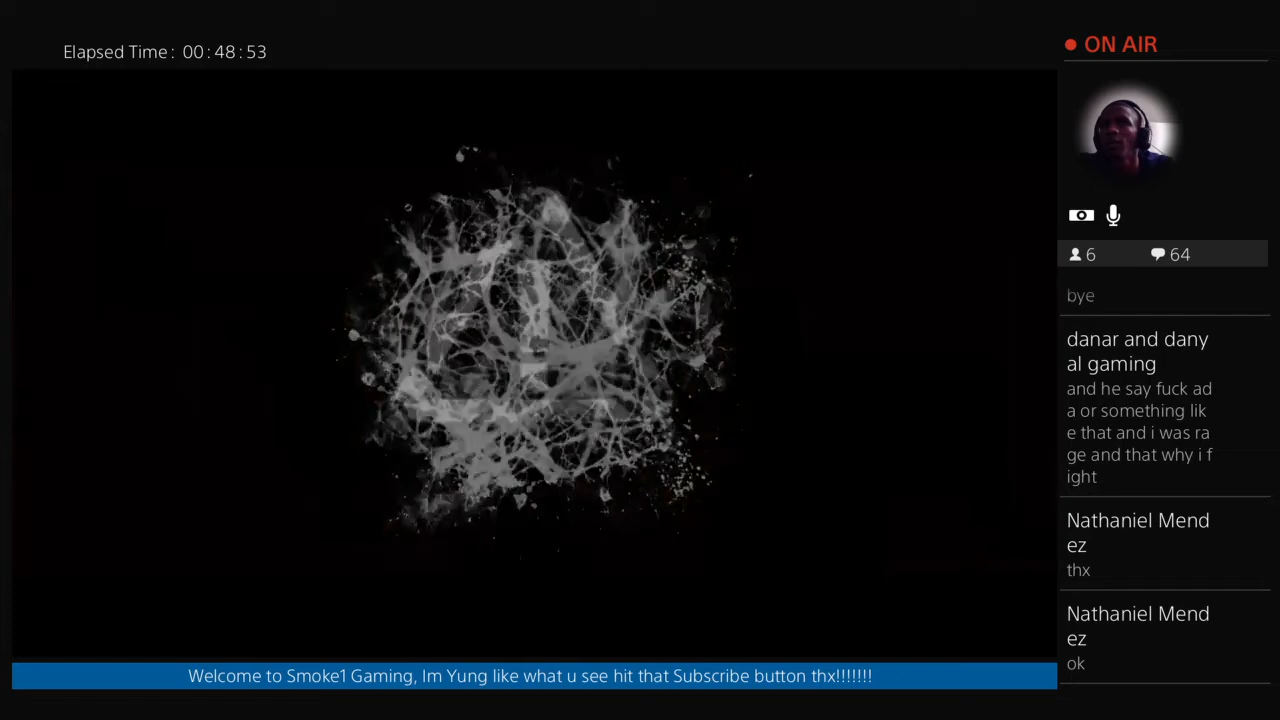 Elapsed Time: 00:48:53
ON AIR
6 64
bye
danar and dany
al gaming
and he say fuck ad
a or something lik
e that and i was ra
ge and that why i f
ight
Nathaniel Mend
ez
thx
Nathaniel Mend
ez
ok
Welcome to Smoke1 Gaming, Im Yung like what u see hit that Subscribe button thx!!!!!!!